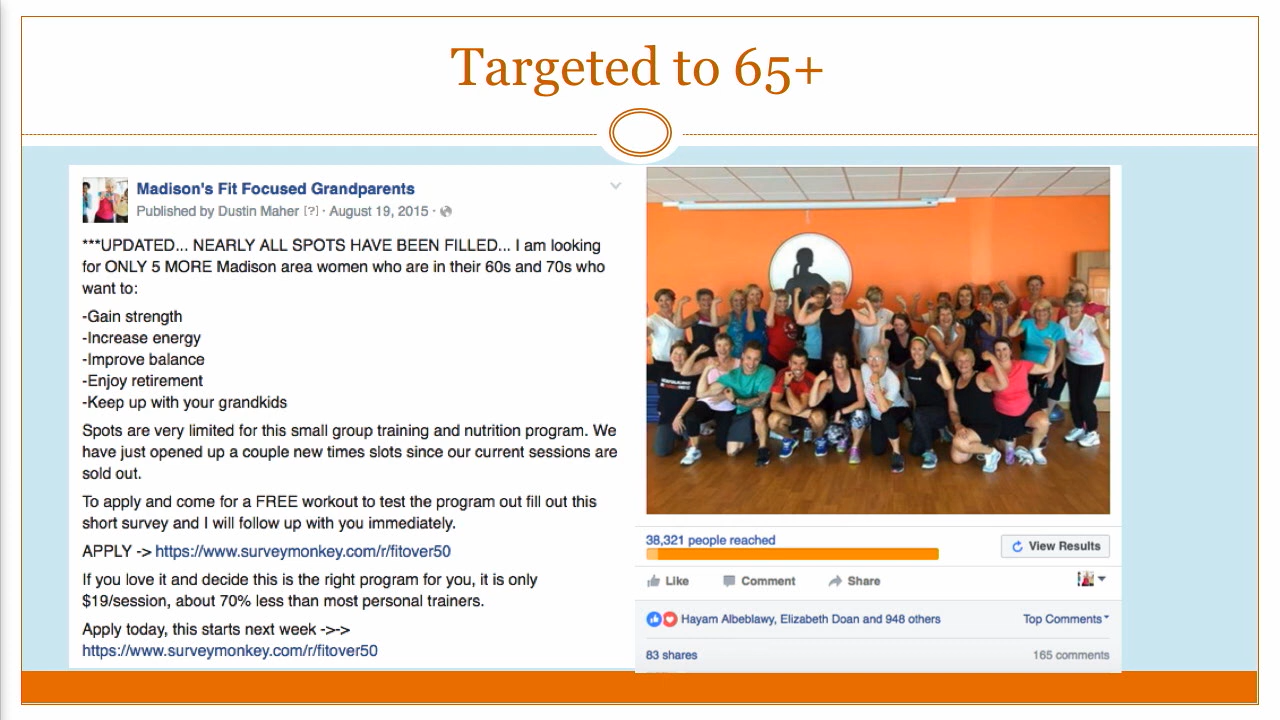 Targeted to 65+
Madison's Fit Focused Grandparents
Published by Dustin Maher [?] · August 19, 2015 ·
***UPDATED... NEARLY ALL SPOTS HAVE BEEN FILLED... I am looking
for ONLY 5 MORE Madison area women who are in their 60s and 70s who
want to:
-Gain strength
-Increase energy
-Improve balance
-Enjoy retirement
-Keep up with your grandkids
Spots are very limited for this small group training and nutrition program. We
have just opened up a couple new times slots since our current sessions are
sold out.
To apply and come for a FREE workout to test the program out fill out this
short survey and I will follow up with you immediately.
APPLY -> https://www.surveymonkey.com/r/fitover50
If you love it and decide this is the right program for you, it is only
$19/session, about 70% less than most personal trainers.
Apply today, this starts next week ->->
https://www.surveymonkey.com/r/fitover50
38,321 people reached
View Results
Like Comment Share
Hayam Albeblawy, Elizabeth Doan and 948 others
Top Comments
83 shares
165 comments